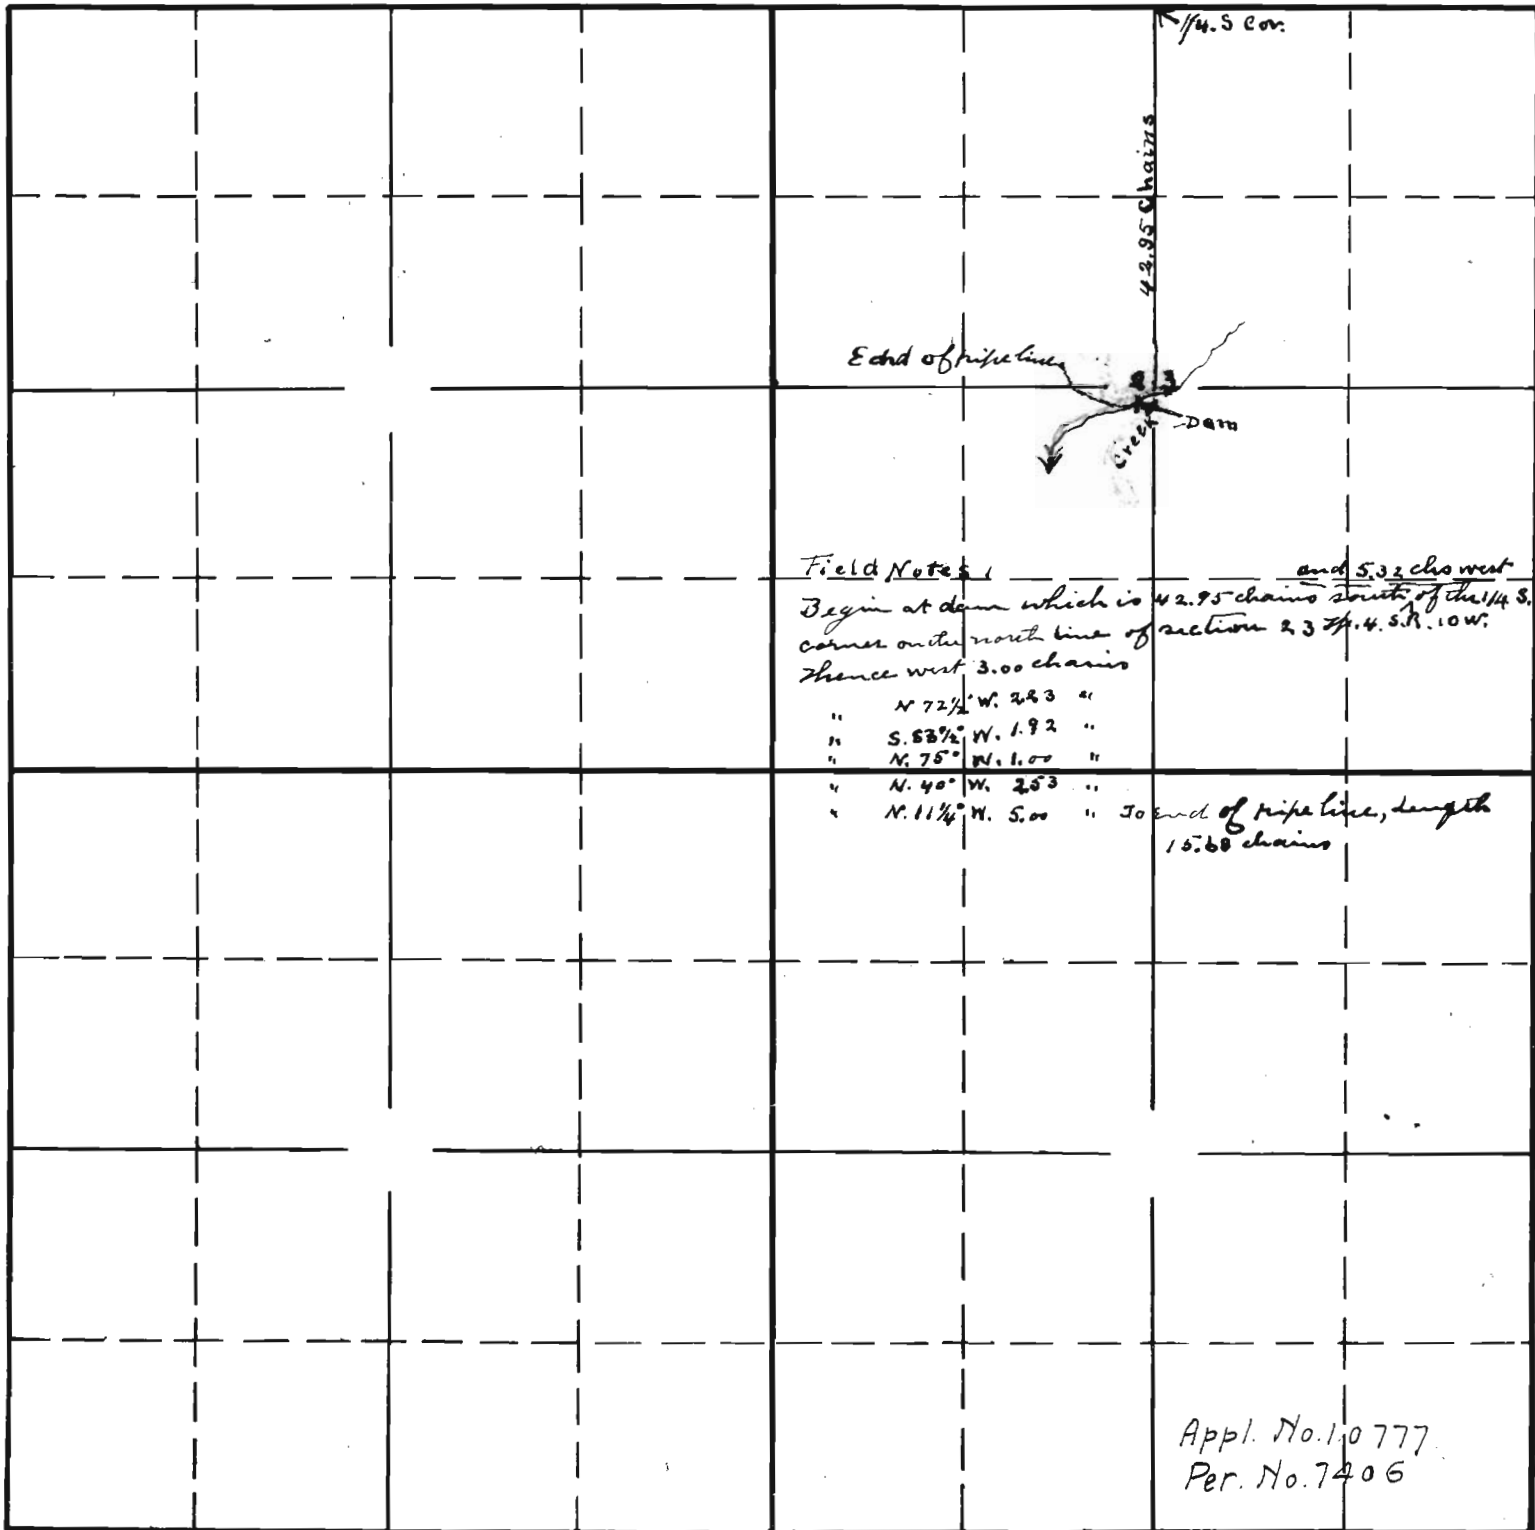 1/4.S Cor.
42.95 Chains
End of pipe line
23
Dam
Creek
Field Notes
and 5.32 chs west
Begin at dam which is 42.95 chains south of the 1/4 S.
corner on the north line of section 23 Tp. 4. S.R. 10 W.
Thence west 3.00 chains
" N 72½° W. 2.23 "
" S. 53½° W. 1.92 "
" N. 75° W. 1.00 "
" N. 40° W. 2.53 "
" N. 11¼° W. 5.00 " To end of pipe line, length
15.68 chains
Appl. No. 10777
Per. No. 7406